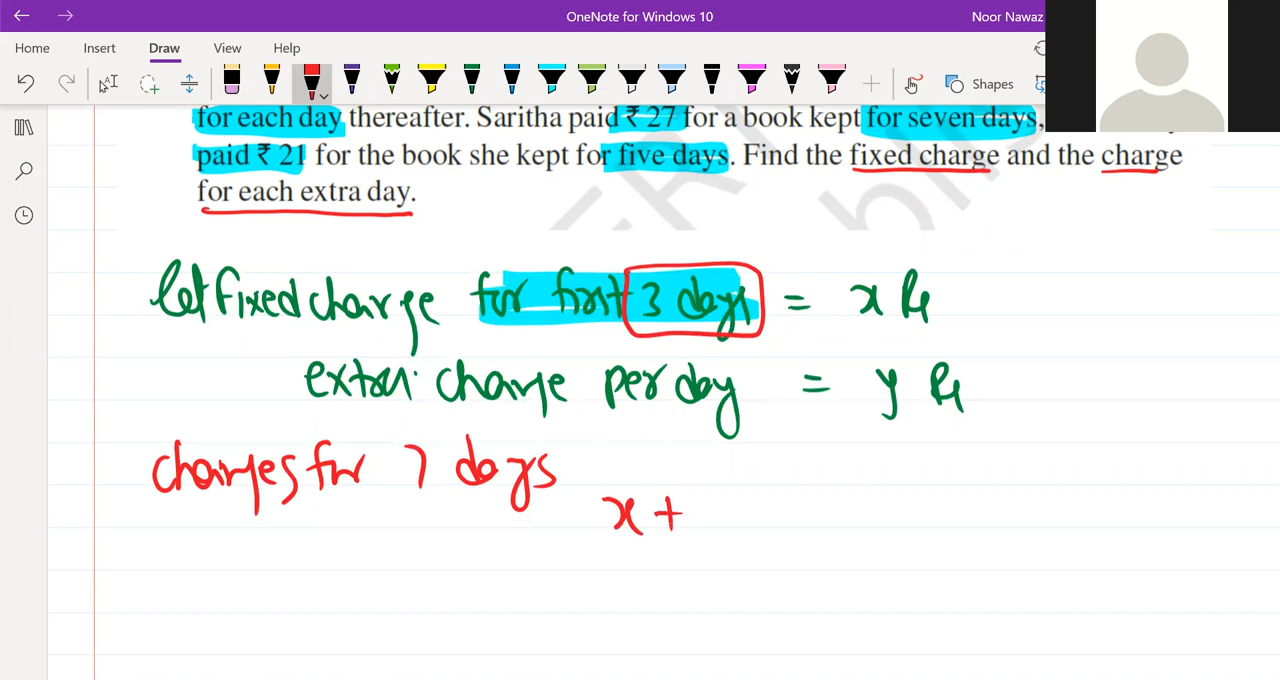 OneNote for Windows 10
Noor Nawaz
Home Insert Draw View Help
Shapes
for each day thereafter. Saritha paid ₹ 27 for a book kept for seven days,
paid ₹ 21 for the book she kept for five days. Find the fixed charge and the charge
for each extra day.
let fixed charge for first 3 days = x Rs
extra charge per day = y Rs
charges for 7 days
x +